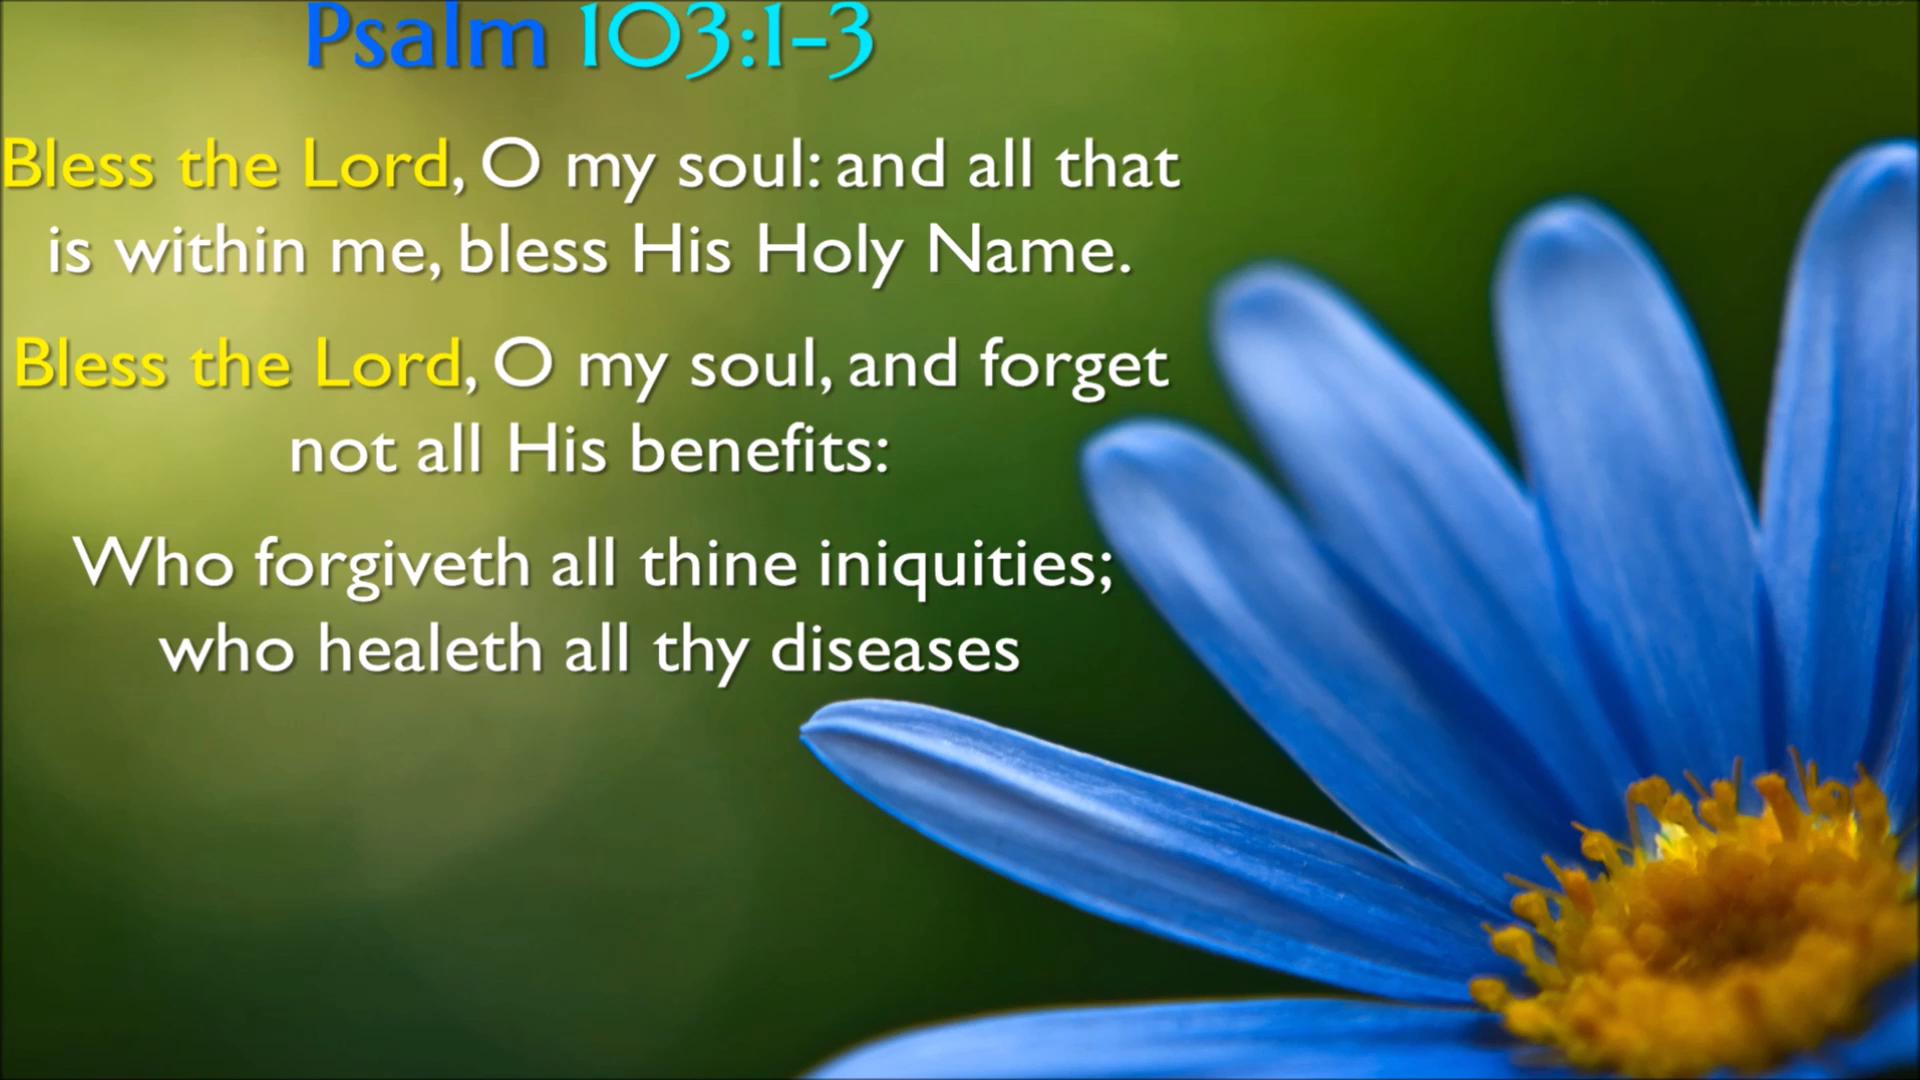 Psalm 103:1-3
Bless the Lord, O my soul: and all that
is within me, bless His Holy Name.
Bless the Lord, O my soul, and forget
not all His benefits:
Who forgiveth all thine iniquities;
who healeth all thy diseases